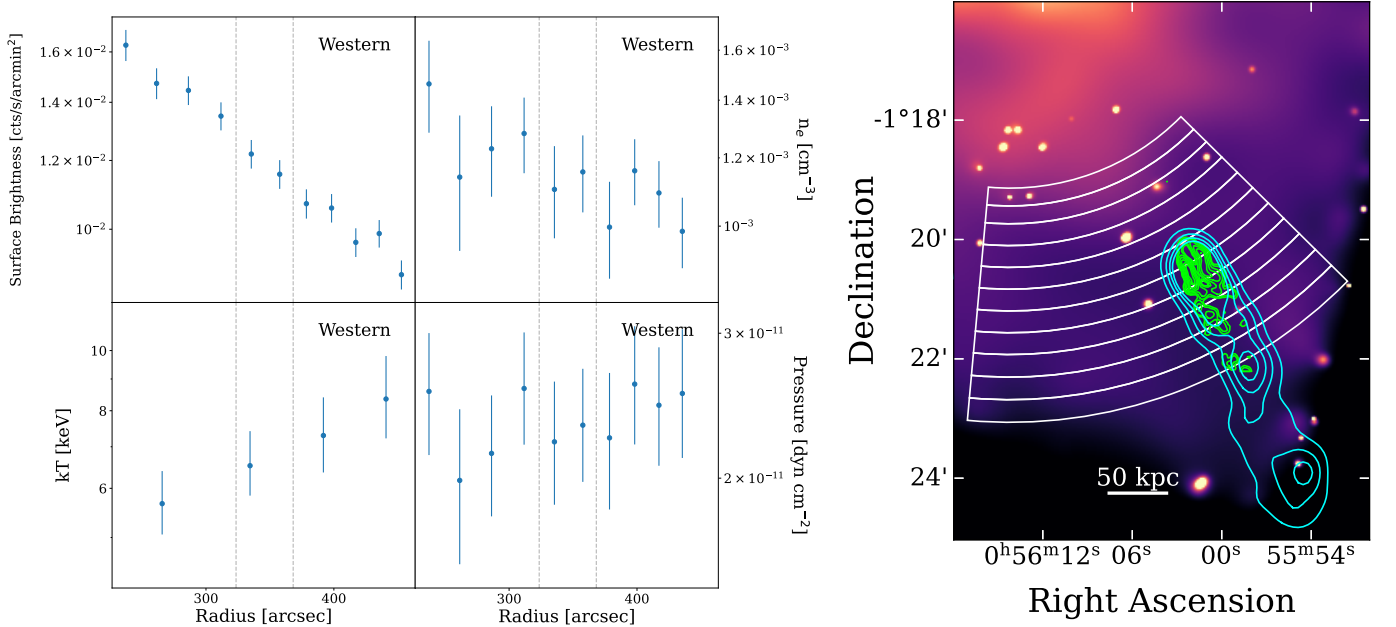 Surface Brightness [cts/s/arcmin²]
1.6 × 10⁻²
1.4 × 10⁻²
1.2 × 10⁻²
10⁻²
Western
Western
1.6 × 10⁻³
1.4 × 10⁻³
1.2 × 10⁻³
10⁻³
nₑ [cm⁻³]
kT [keV]
10
8
6
Western
Western
3 × 10⁻¹¹
2 × 10⁻¹¹
Pressure [dyn cm⁻²]
300
400
300
400
Radius [arcsec]
Radius [arcsec]
Declination
-1°18'
20'
22'
24'
50 kpc
0ʰ56ᵐ12ˢ
06ˢ
00ˢ
55ᵐ54ˢ
Right Ascension